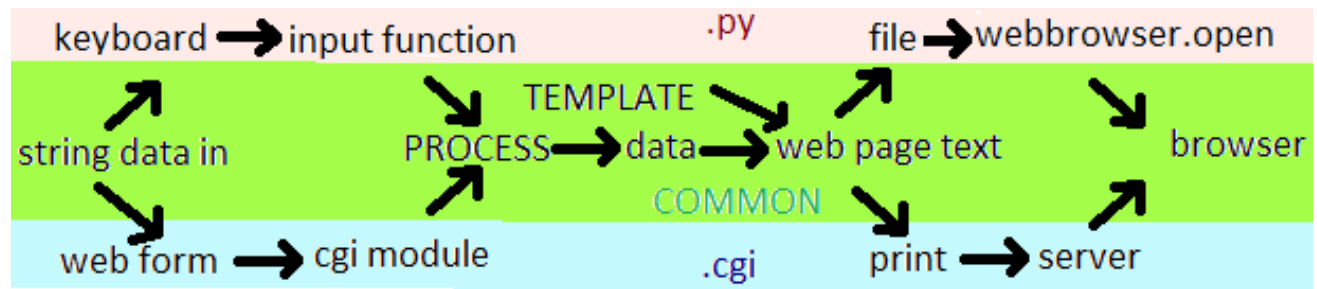 keyboard input function .py file webbrowser.open
TEMPLATE
string data in PROCESS data web page text browser
COMMON
web form cgi module .cgi print server